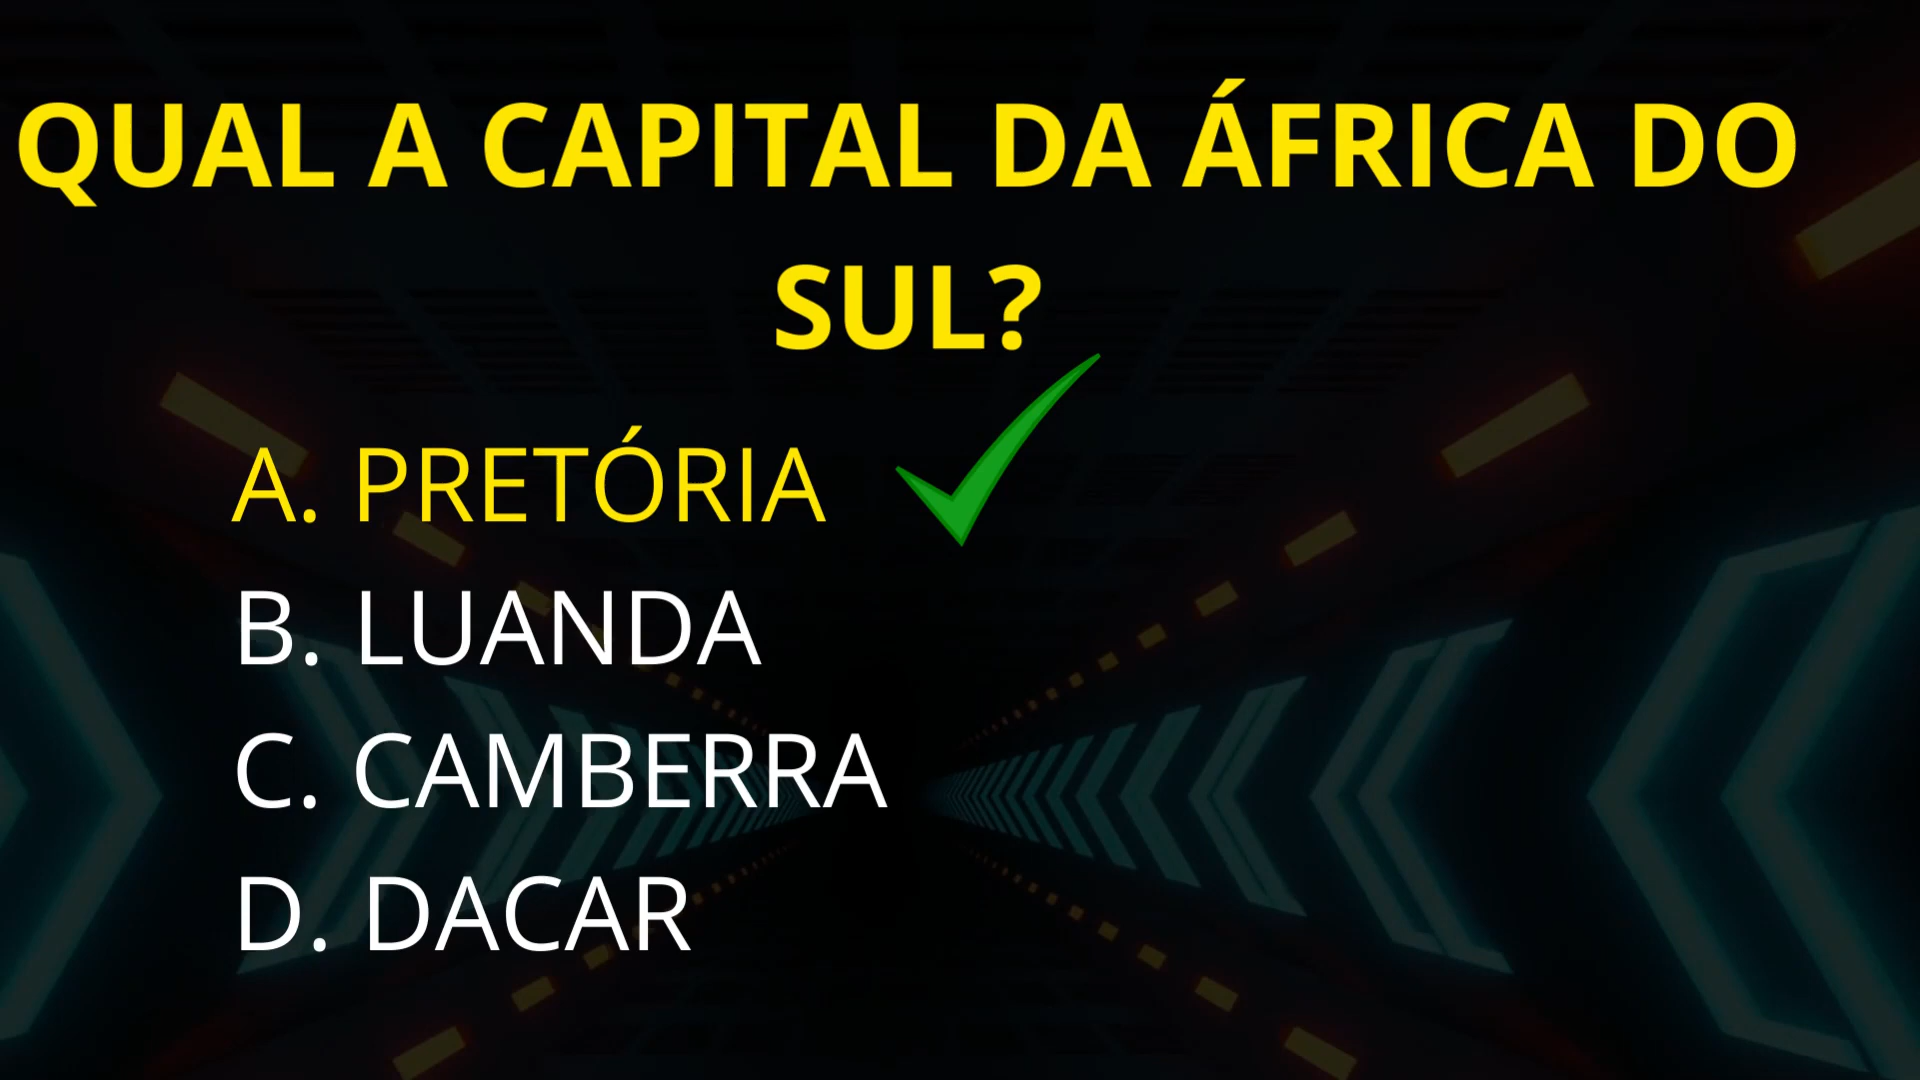 QUAL A CAPITAL DA ÁFRICA DO
SUL?
A. PRETÓRIA
B. LUANDA
C. CAMBERRA
D. DACAR